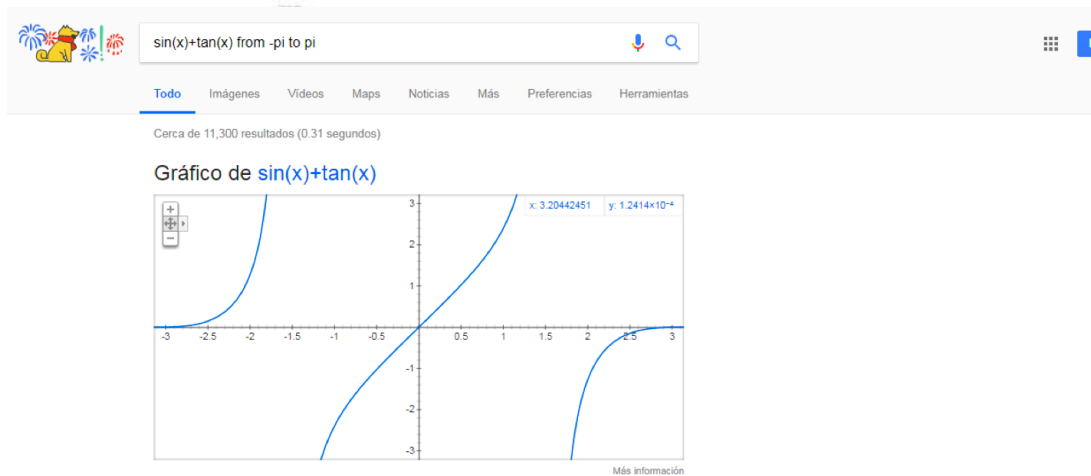 sin(x)+tan(x) from -pi to pi
Todo Imágenes Vídeos Maps Noticias Más Preferencias Herramientas
Cerca de 11,300 resultados (0.31 segundos)
Gráfico de sin(x)+tan(x)
x: 3.20442451 y: 1.2414×10⁻⁴
3
2
1
-3 -2.5 -2 -1.5 -1 -0.5 0.5 1 1.5 2 2.5 3
-1
-2
-3
Más información